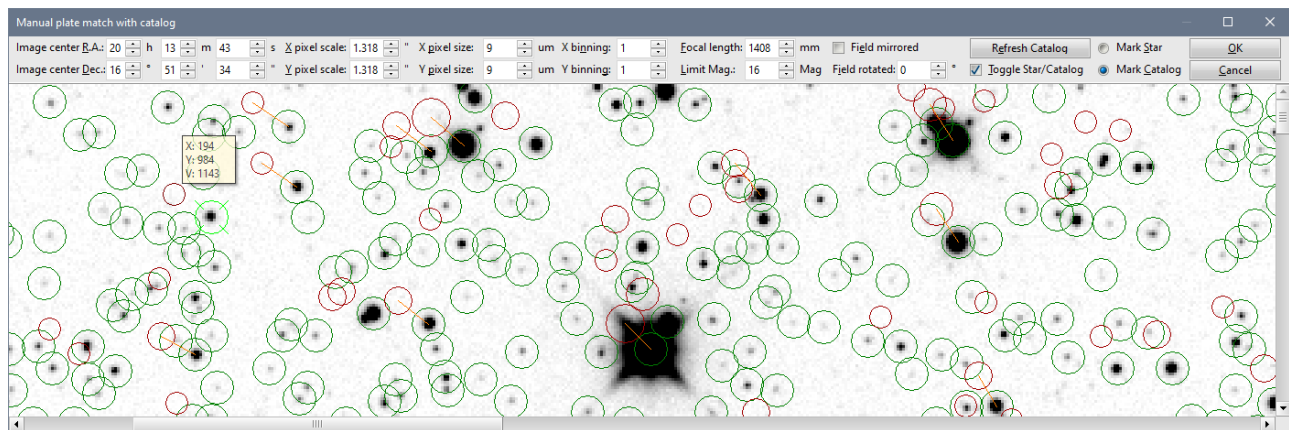 Manual plate match with catalog
Image center R.A.: 20 h 13 m 43 s X pixel scale: 1.318 " X pixel size: 9 um X binning: 1 Focal length: 1408 mm Field mirrored Refresh Catalog Mark Star OK
Image center Dec.: 16 ° 51 ' 34 " Y pixel scale: 1.318 " Y pixel size: 9 um Y binning: 1 Limit Mag.: 16 Mag Field rotated: 0 ° Toggle Star/Catalog Mark Catalog Cancel
X: 194
Y: 984
V: 1143